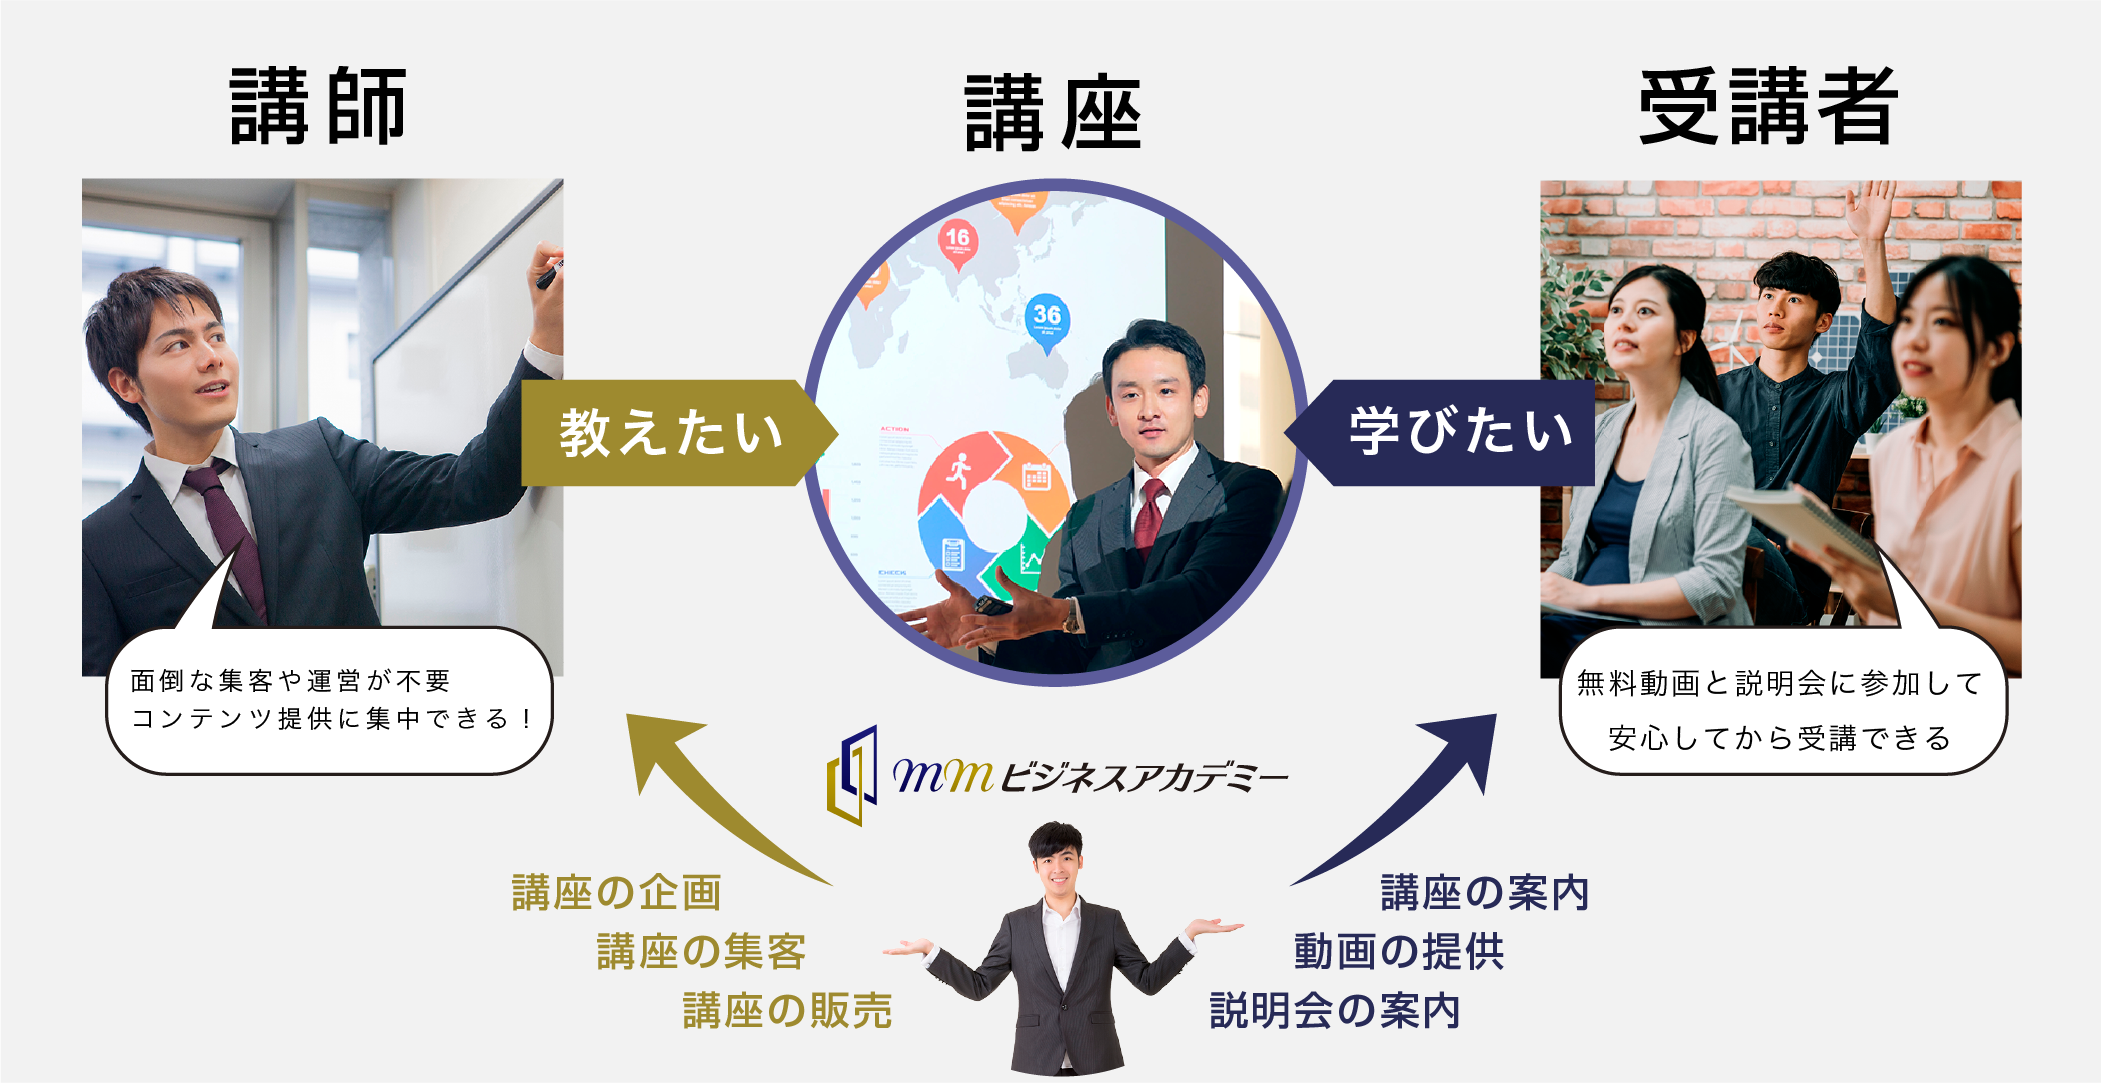 講師
講座
受講者
16
36
ACTION
教えたい
学びたい
面倒な集客や運営が不要
コンテンツ提供に集中できる！
無料動画と説明会に参加して
安心してから受講できる
mmビジネスアカデミー
講座の企画
講座の集客
講座の販売
講座の案内
動画の提供
説明会の案内